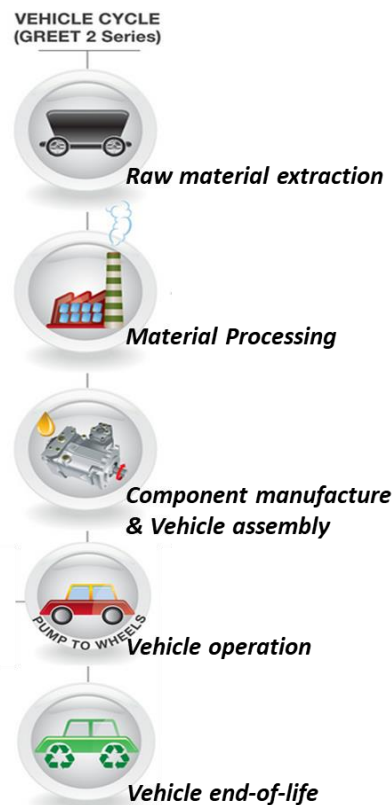 VEHICLE CYCLE
(GREET 2 Series)
Raw material extraction
Material Processing
Component manufacture
& Vehicle assembly
PUMP TO WHEELS
Vehicle operation
Vehicle end-of-life